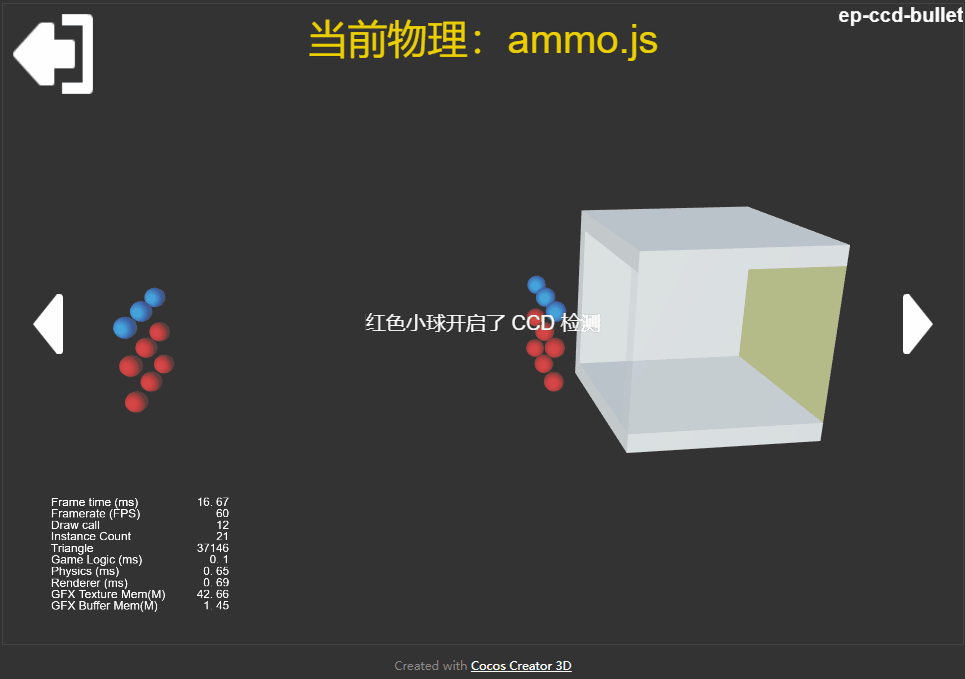 ep-ccd-bullet
当前物理：ammo.js
红色小球开启了 CCD 检测
Frame time (ms) 16.67
Framerate (FPS) 60
Draw call 12
Instance Count 21
Triangle 37146
Game Logic (ms) 0.1
Physics (ms) 0.65
Renderer (ms) 0.69
GFX Texture Mem(M) 42.66
GFX Buffer Mem(M) 1.45
Created with Cocos Creator 3D